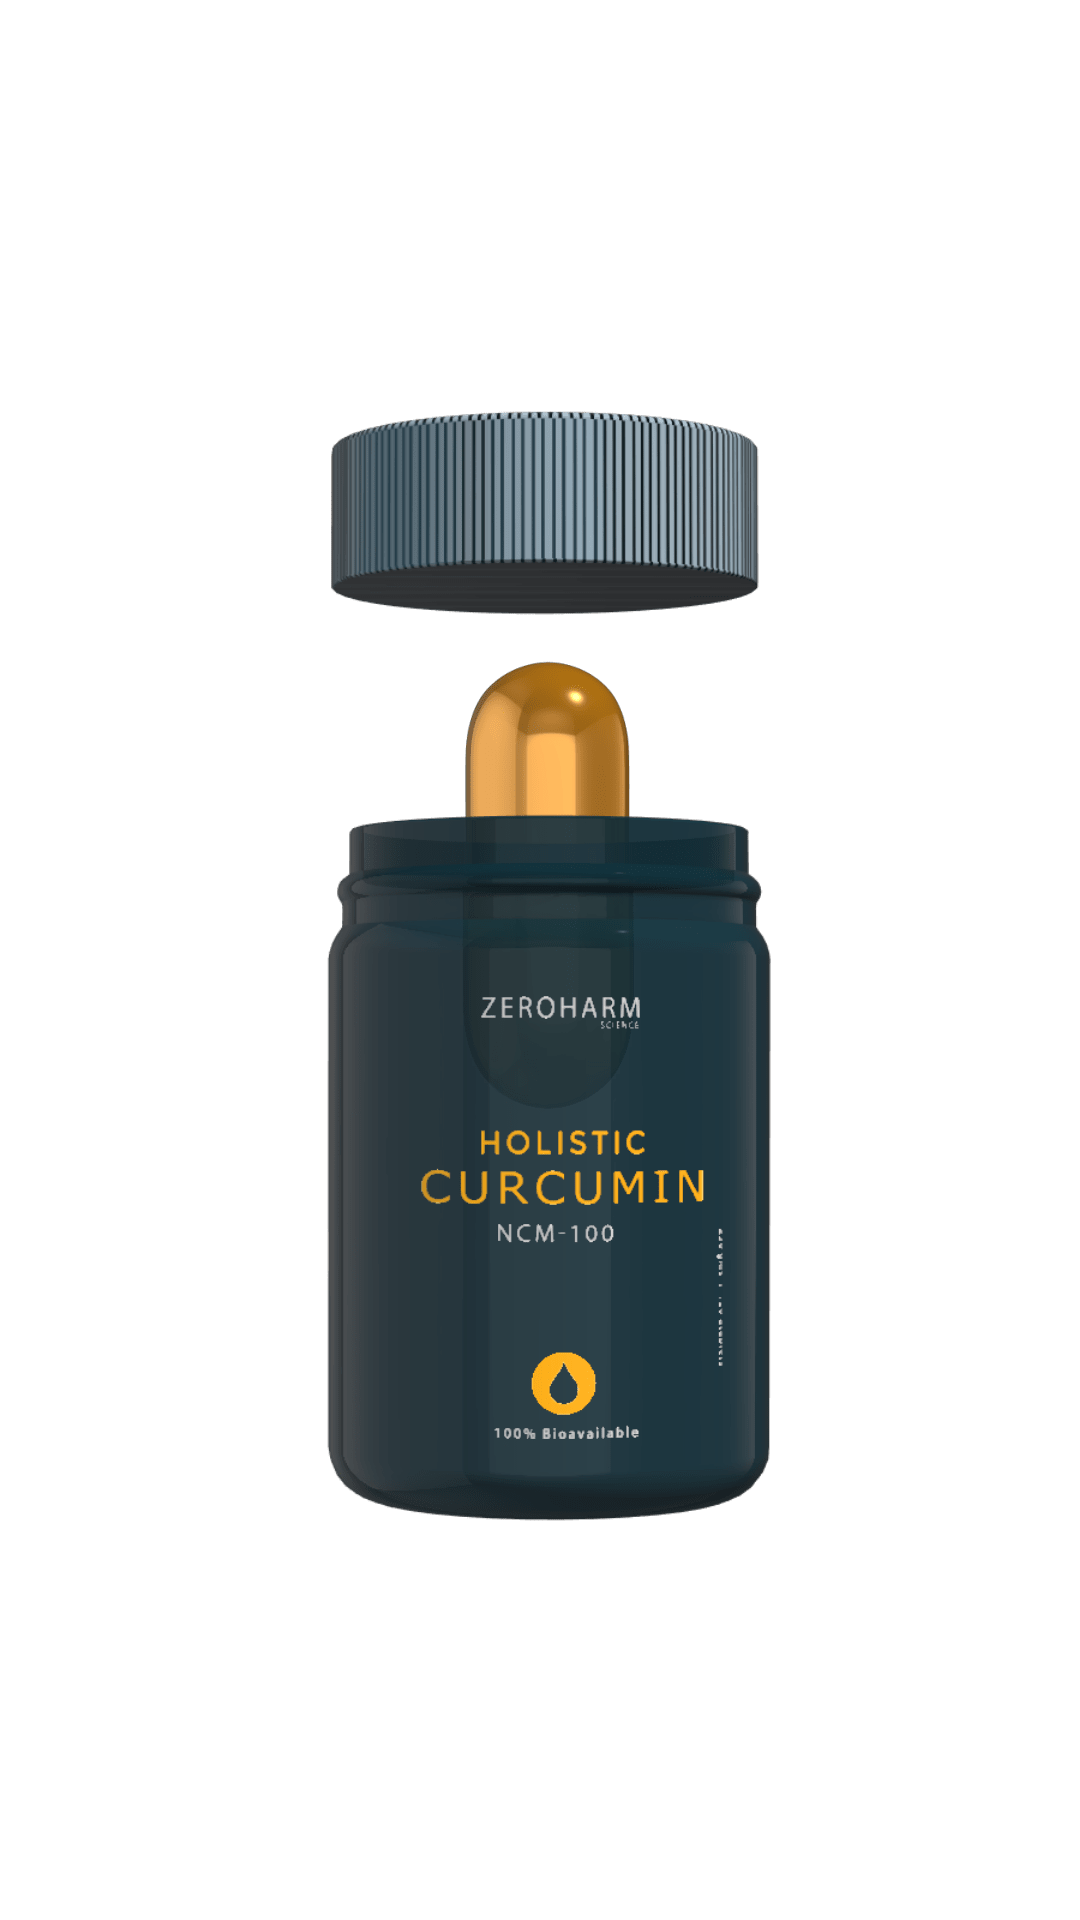 ZEROHARM
SCIENCE
HOLISTIC
CURCUMIN
NCM-100
100% Bioavailable